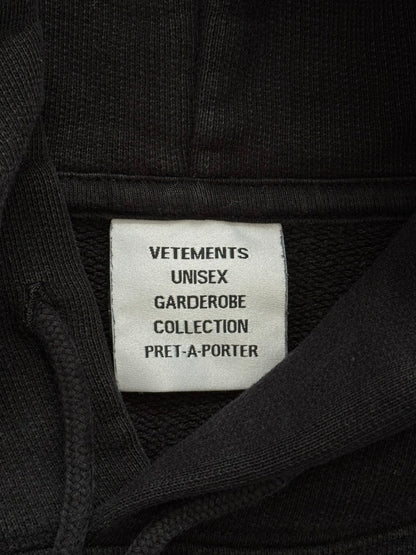 VETEMENTS
UNISEX
GARDEROBE
COLLECTION
PRET-A-PORTER